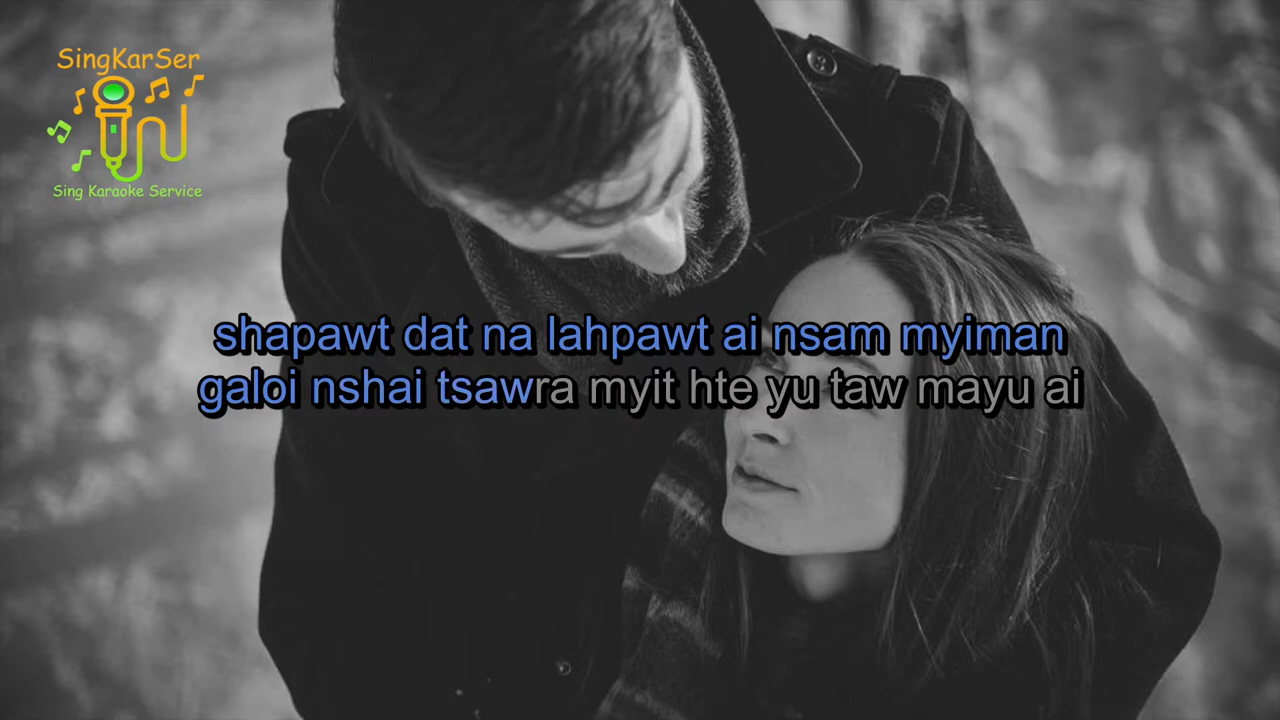 SingKarSer
Sing Karaoke Service
shapawt dat na lahpawt ai nsam myiman
galoi nshai tsawra myit hte yu taw mayu ai